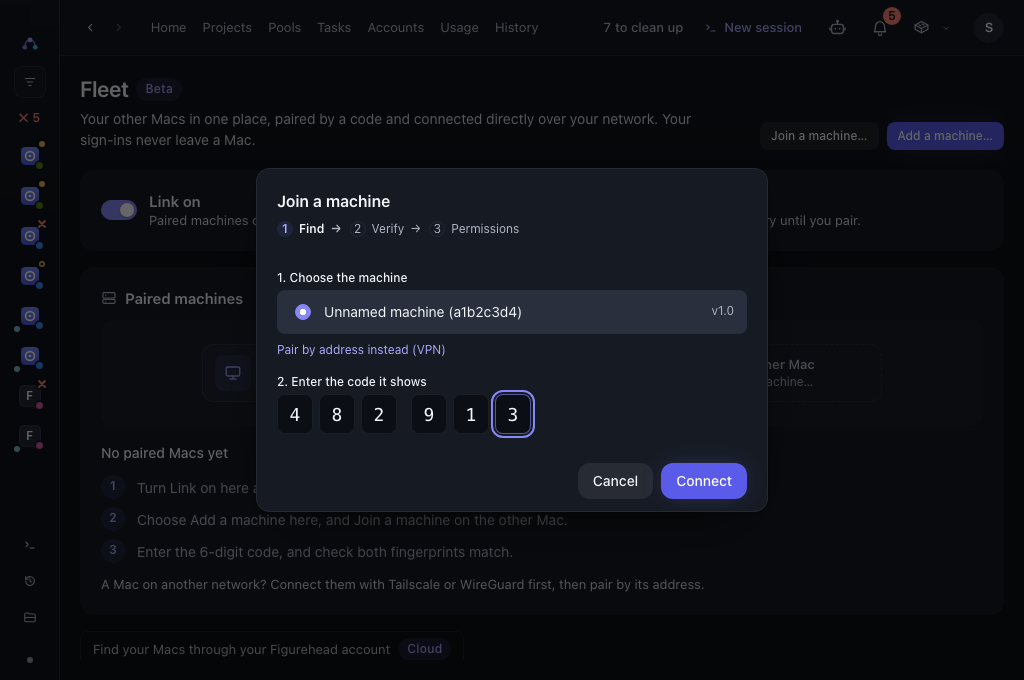 Home Projects Pools Tasks Accounts Usage History 7 to clean up >_ New session 5 S
Fleet Beta
Your other Macs in one place, paired by a code and connected directly over your network. Your
sign-ins never leave a Mac.
Join a machine... Add a machine...
5
Link on
Paired machines
until you pair.
Join a machine
1 Find → 2 Verify → 3 Permissions
1. Choose the machine
Unnamed machine (a1b2c3d4) v1.0
Pair by address instead (VPN)
2. Enter the code it shows
4 8 2 9 1 3
Cancel Connect
Paired machines
Mac
F
F
No paired Macs yet
1 Turn Link on here
2 Choose Add a machine here, and Join a machine on the other Mac.
3 Enter the 6-digit code, and check both fingerprints match.
A Mac on another network? Connect them with Tailscale or WireGuard first, then pair by its address.
Find your Macs through your Figurehead account Cloud